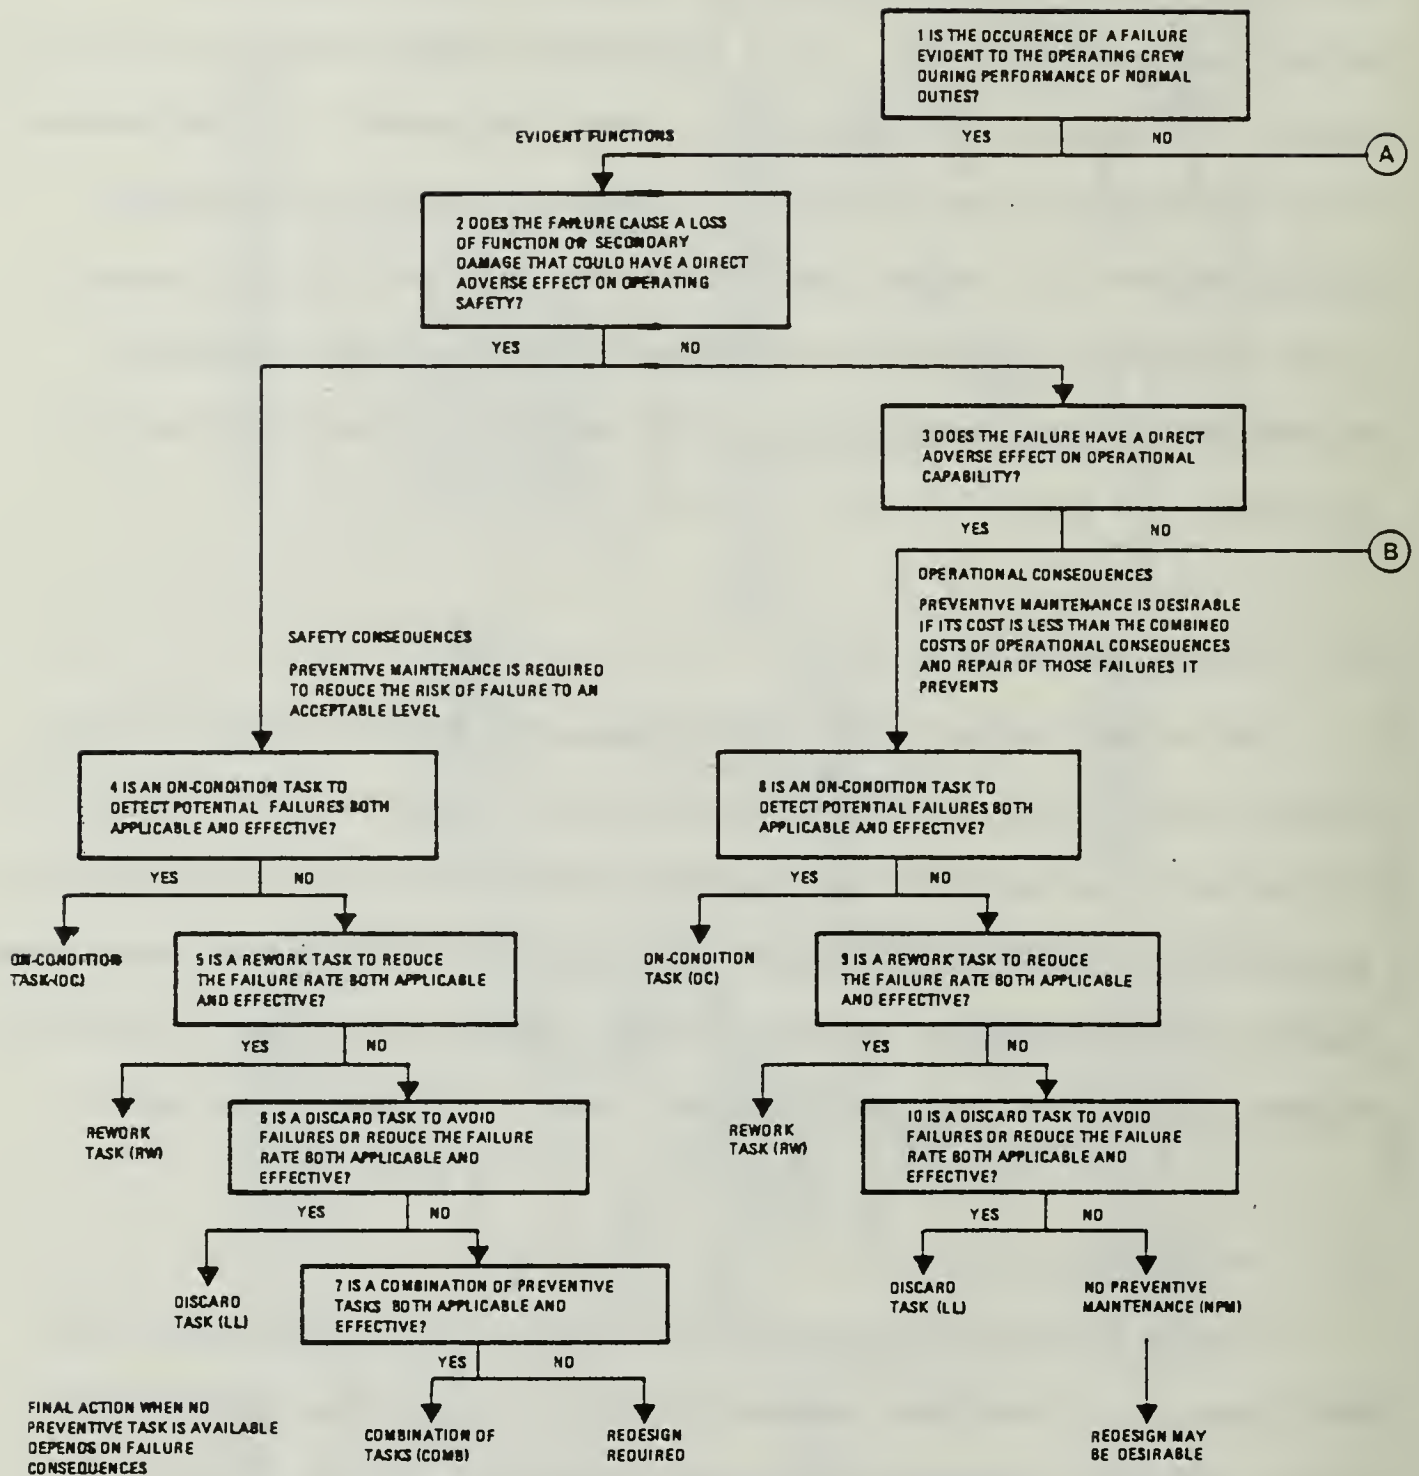 1 IS THE OCCURENCE OF A FAILURE
EVIDENT TO THE OPERATING CREW
DURING PERFORMANCE OF NORMAL
DUTIES?
EVIDENT FUNCTIONS
YES
NO
A
2 DOES THE FAILURE CAUSE A LOSS
OF FUNCTION OR SECONDARY
DAMAGE THAT COULD HAVE A DIRECT
ADVERSE EFFECT ON OPERATING
SAFETY?
YES
NO
3 DOES THE FAILURE HAVE A DIRECT
ADVERSE EFFECT ON OPERATIONAL
CAPABILITY?
YES
NO
B
OPERATIONAL CONSEQUENCES
PREVENTIVE MAINTENANCE IS DESIRABLE
IF ITS COST IS LESS THAN THE COMBINED
COSTS OF OPERATIONAL CONSEQUENCES
AND REPAIR OF THOSE FAILURES IT
PREVENTS
SAFETY CONSEQUENCES
PREVENTIVE MAINTENANCE IS REQUIRED
TO REDUCE THE RISK OF FAILURE TO AN
ACCEPTABLE LEVEL
4 IS AN ON-CONDITION TASK TO
DETECT POTENTIAL FAILURES BOTH
APPLICABLE AND EFFECTIVE?
YES
NO
8 IS AN ON-CONDITION TASK TO
DETECT POTENTIAL FAILURES BOTH
APPLICABLE AND EFFECTIVE?
YES
NO
ON-CONDITION
TASK (OC)
5 IS A REWORK TASK TO REDUCE
THE FAILURE RATE BOTH APPLICABLE
AND EFFECTIVE?
YES
NO
ON-CONDITION
TASK (OC)
9 IS A REWORK TASK TO REDUCE
THE FAILURE RATE BOTH APPLICABLE
AND EFFECTIVE?
YES
NO
REWORK
TASK (RW)
6 IS A DISCARD TASK TO AVOID
FAILURES OR REDUCE THE FAILURE
RATE BOTH APPLICABLE AND
EFFECTIVE?
YES
NO
REWORK
TASK (RW)
10 IS A DISCARD TASK TO AVOID
FAILURES OR REDUCE THE FAILURE
RATE BOTH APPLICABLE AND
EFFECTIVE?
YES
NO
DISCARD
TASK (LL)
7 IS A COMBINATION OF PREVENTIVE
TASKS BOTH APPLICABLE AND
EFFECTIVE?
YES
NO
DISCARD
TASK (LL)
NO PREVENTIVE
MAINTENANCE (NPM)
FINAL ACTION WHEN NO
PREVENTIVE TASK IS AVAILABLE
DEPENDS ON FAILURE
CONSEQUENCES
COMBINATION OF
TASKS (COMB)
REDESIGN
REQUIRED
REDESIGN MAY
BE DESIRABLE